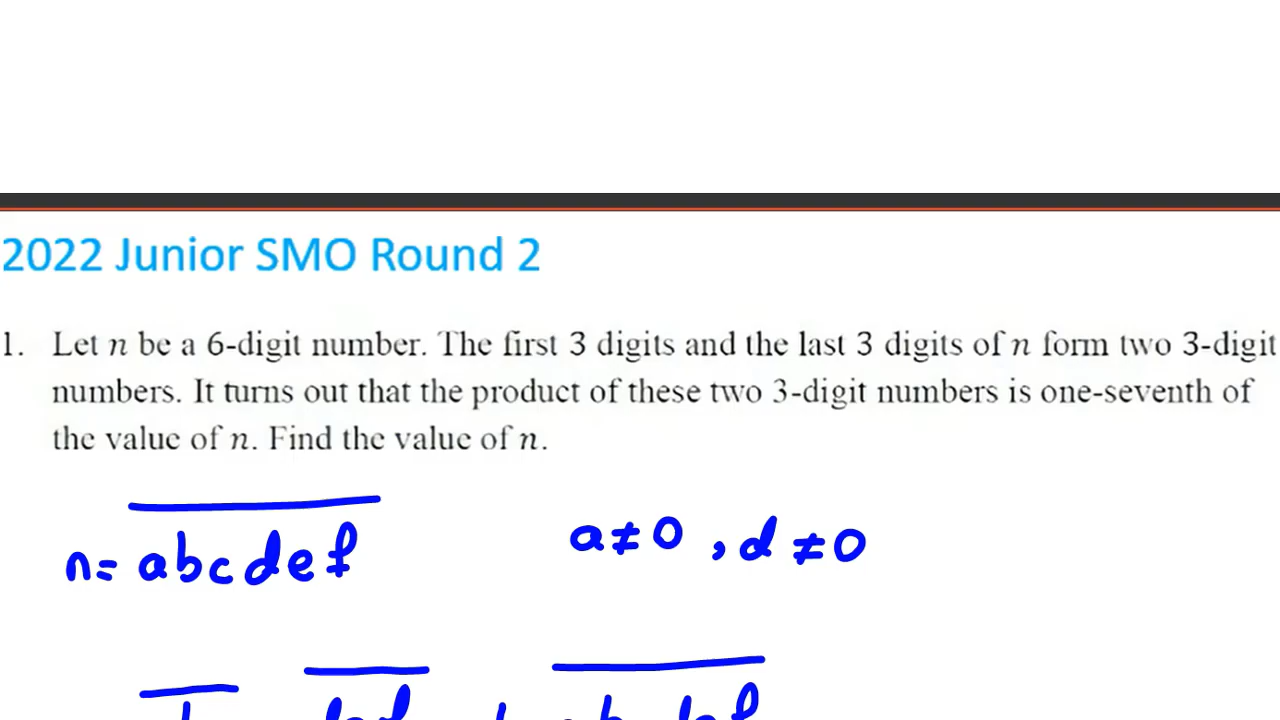 2022 Junior SMO Round 2
1. Let n be a 6-digit number. The first 3 digits and the last 3 digits of n form two 3-digit
numbers. It turns out that the product of these two 3-digit numbers is one-seventh of
the value of n. Find the value of n.
n= abcdef a≠0 , d≠0